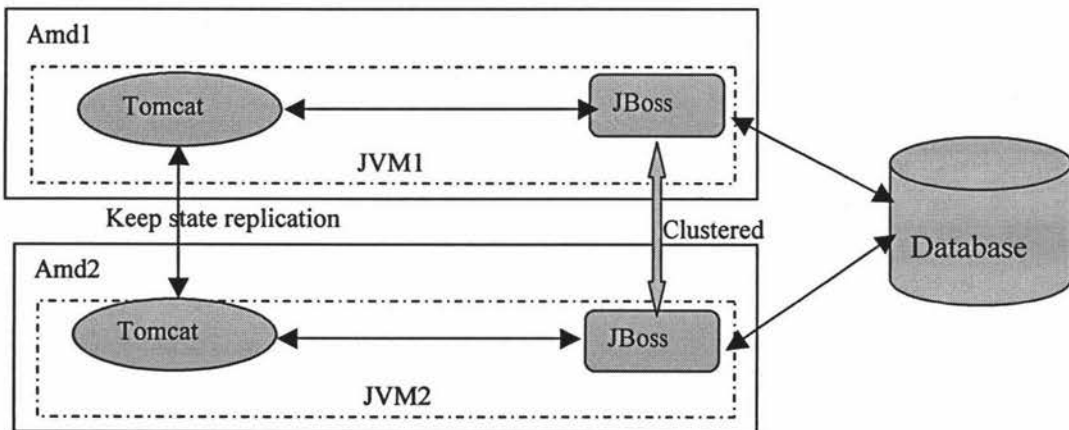 Amd1
Tomcat
JBoss
JVM1
Keep state replication
Clustered
Database
Amd2
Tomcat
JBoss
JVM2